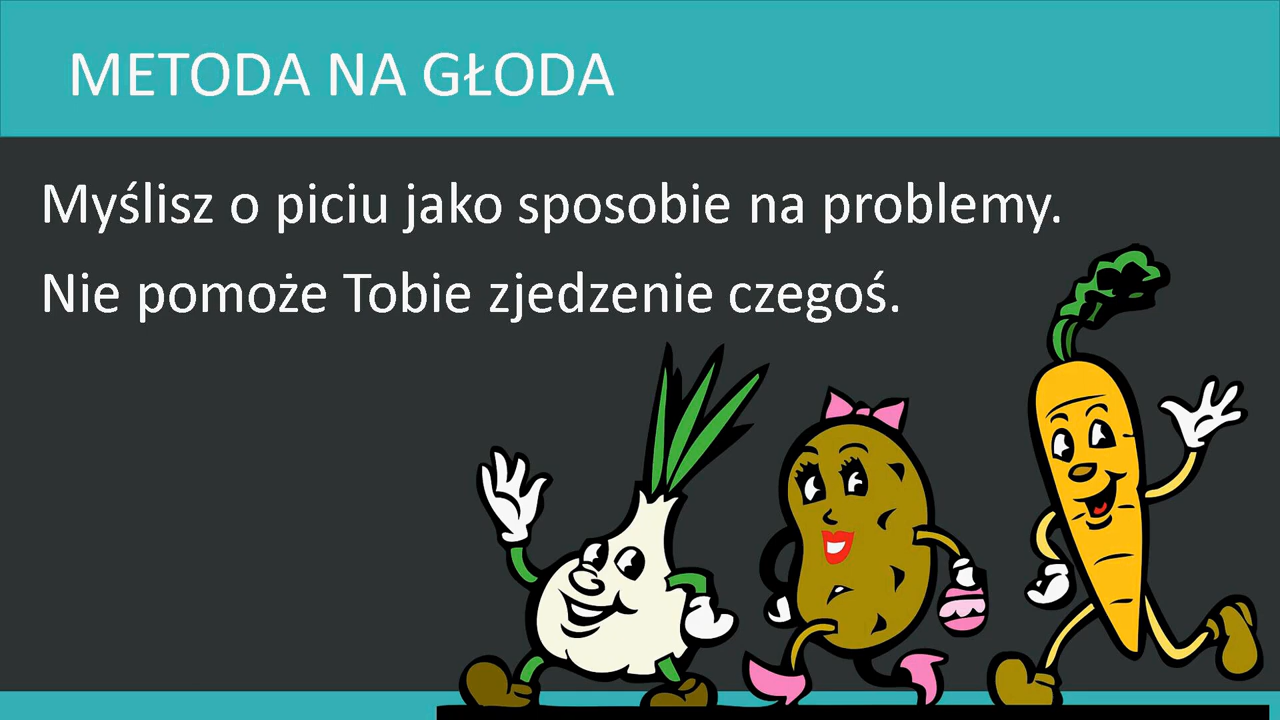 METODA NA GŁODA
Myślisz o piciu jako sposobie na problemy.
Nie pomoże Tobie zjedzenie czegoś.